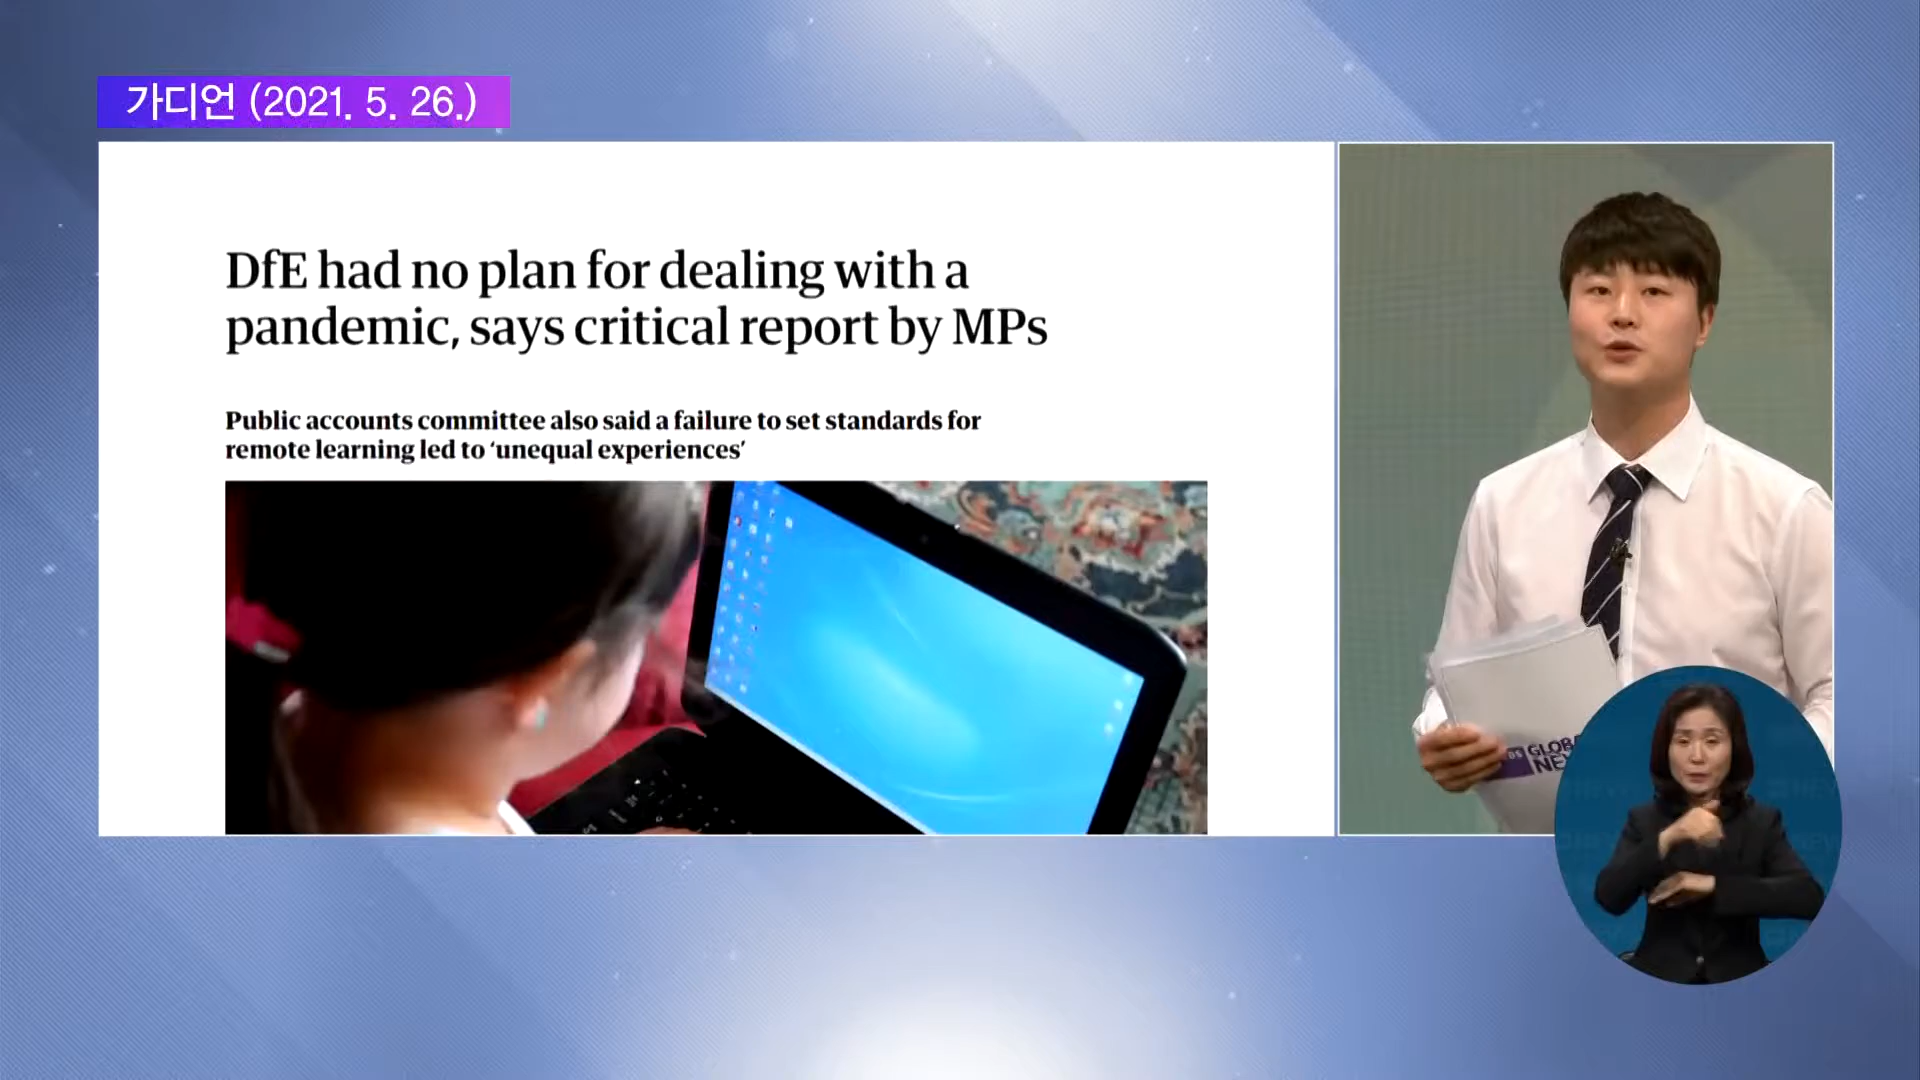 가디언 (2021. 5. 26.)
DfE had no plan for dealing with a
pandemic, says critical report by MPs
Public accounts committee also said a failure to set standards for
remote learning led to ‘unequal experiences’